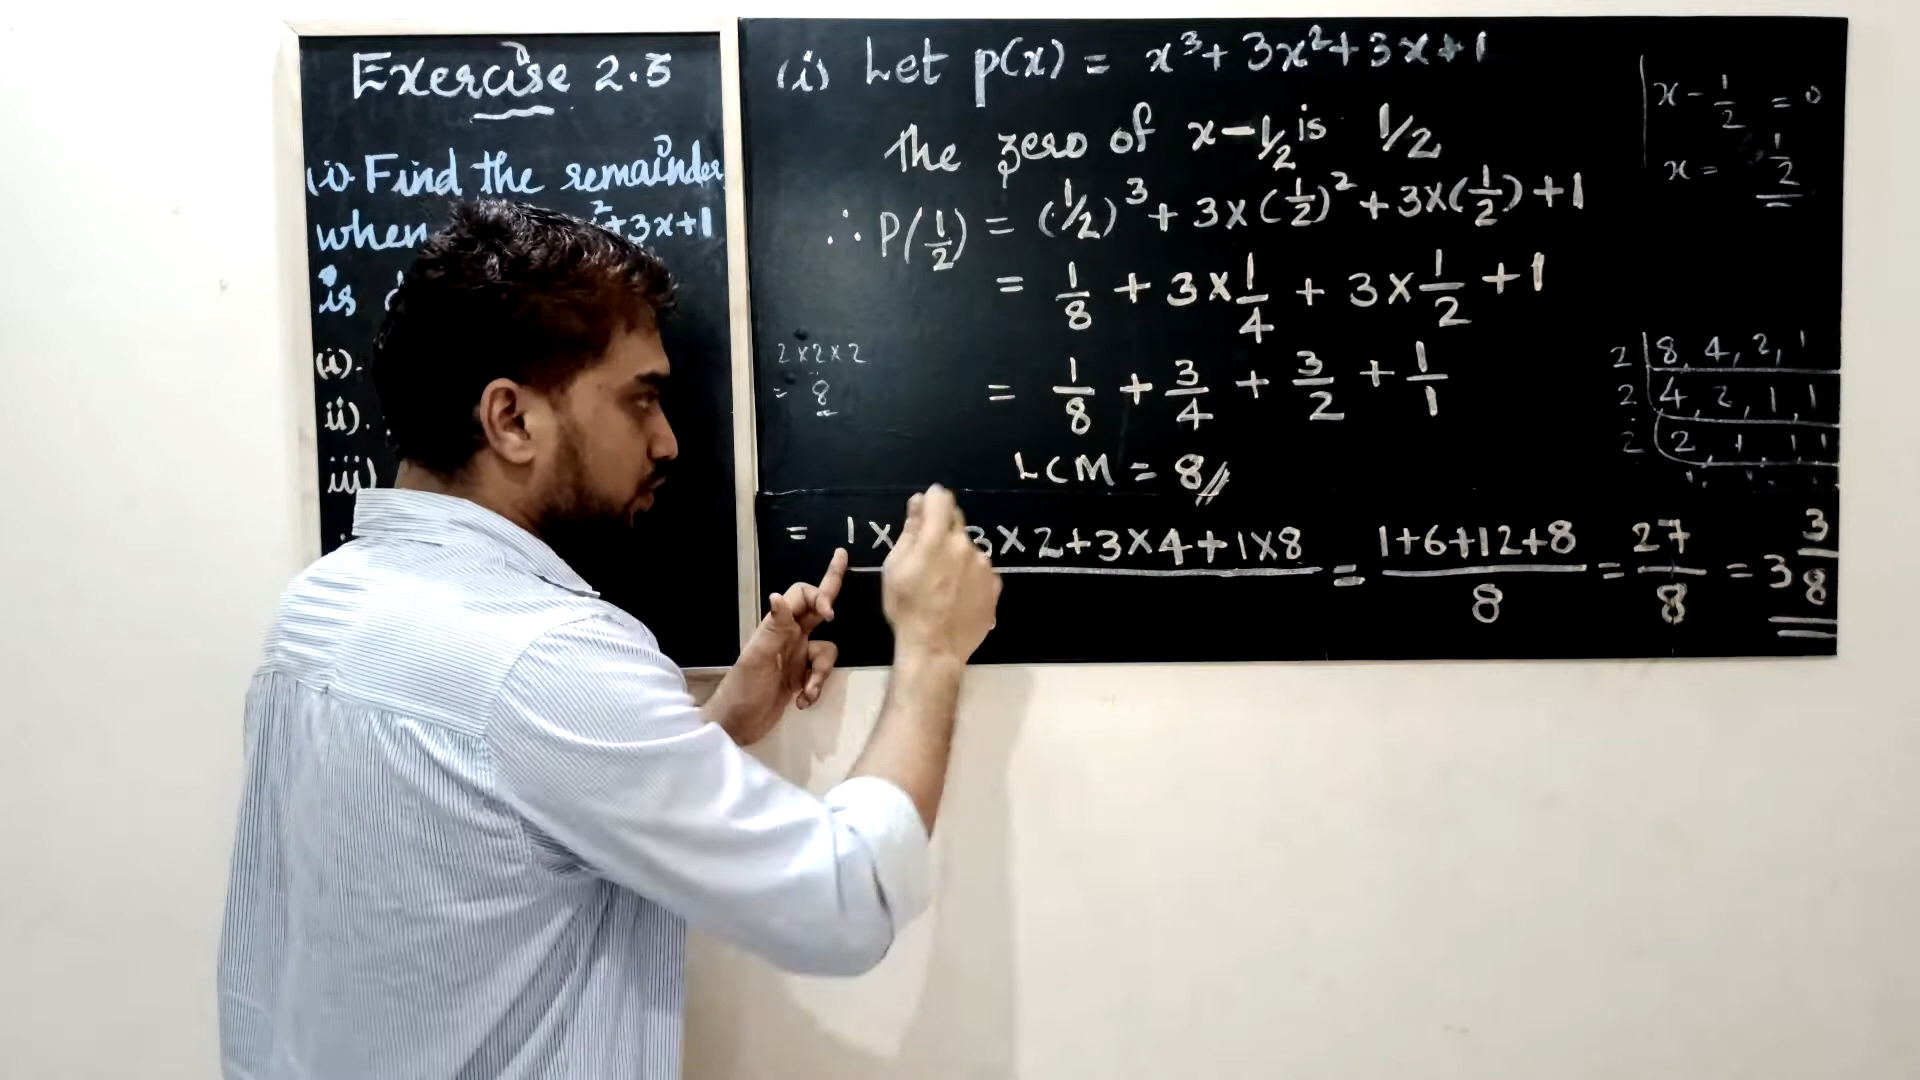 Exercise 2.5
(i). Find the remainder
when x²+3x+1
is
(i).
ii).
iii)
(i) Let p(x) = x³ + 3x² + 3x + 1
the zero of x - 1/2 is 1/2
∴ P(1/2) = (1/2)³ + 3×(1/2)² + 3×(1/2) + 1
= 1/8 + 3×1/4 + 3×1/2 + 1
= 1/8 + 3/4 + 3/2 + 1/1
LCM = 8//
= 1× 3×2+3×4+1×8 = 1+6+12+8/8 = 27/8 = 3 3/8
2×2×2
= 8
x - 1/2 = 0
x = 1/2
2 | 8, 4, 2, 1
2 | 4, 2, 1, 1
2 | 2, 1, 1, 1